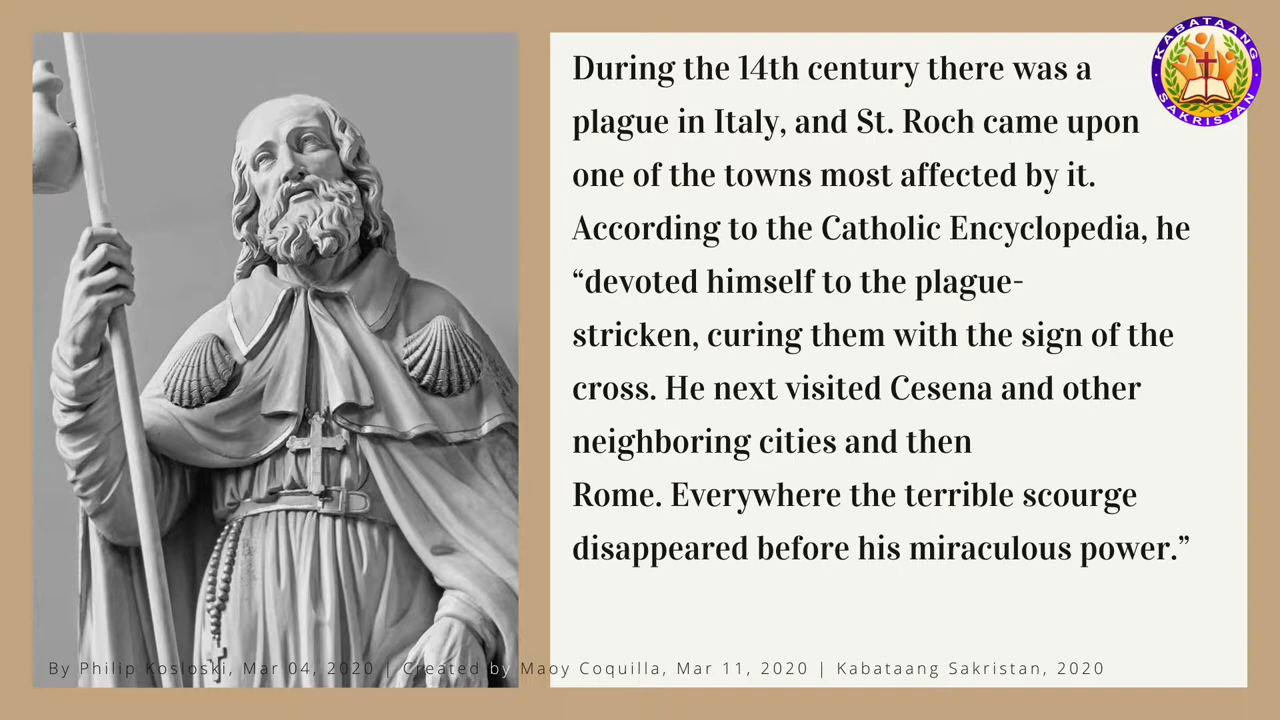 During the 14th century there was a
plague in Italy, and St. Roch came upon
one of the towns most affected by it.
According to the Catholic Encyclopedia, he
“devoted himself to the plague-
stricken, curing them with the sign of the
cross. He next visited Cesena and other
neighboring cities and then
Rome. Everywhere the terrible scourge
disappeared before his miraculous power.”
KABATAANG
SAKRISTAN
By Philip Kosloski, Mar 04, 2020 | Created by Maoy Coquilla, Mar 11, 2020 | Kabataang Sakristan, 2020